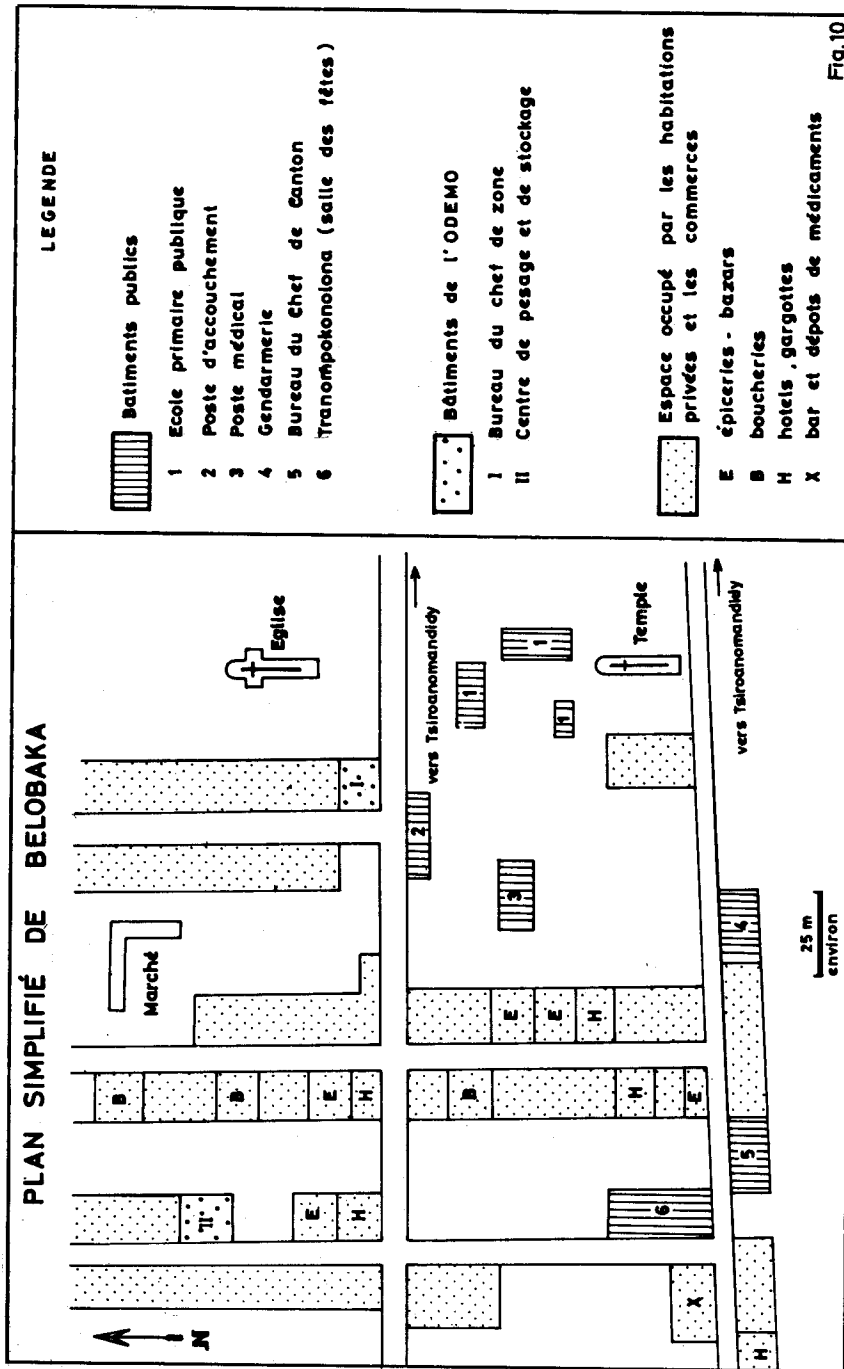 PLAN SIMPLIFIÉ DE BELOBAKA
N
Marché
Eglise
B
B
E
H
II
E
H
I
vers Tsiroanomandidy
2
3
1
1
1
Temple
E
E
H
B
H
E
6
X
vers Tsiroanomandidy
4
5
H
25 m
environ
LEGENDE
Batiments publics
1 Ecole primaire publique
2 Poste d'accouchement
3 Poste médical
4 Gendarmerie
5 Bureau du Chef de Canton
6 Tranompokonolona (salle des fêtes)
Bâtiments de l'ODEMO
I Bureau du chef de zone
II Centre de pesage et de stockage
Espace occupé par les habitations
privées et les commerces
E épiceries - bazars
B boucheries
H hotels, gargottes
X bar et dépots de médicaments
Fig.10